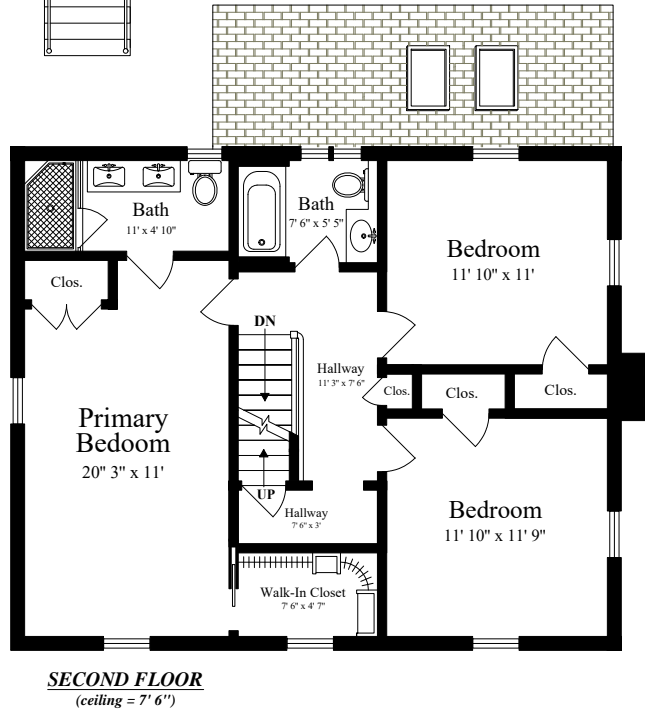 Bath
11' x 4' 10"
Bath
7' 6" x 5' 5"
Bedroom
11' 10" x 11'
Clos.
DN
Hallway
11' 3" x 7' 6"
Clos.
Clos.
Clos.
Primary
Bedoom
20" 3" x 11'
UP
Hallway
7' 6" x 3'
Bedroom
11' 10" x 11' 9"
Walk-In Closet
7' 6" x 4' 7"
SECOND FLOOR
(ceiling = 7' 6")